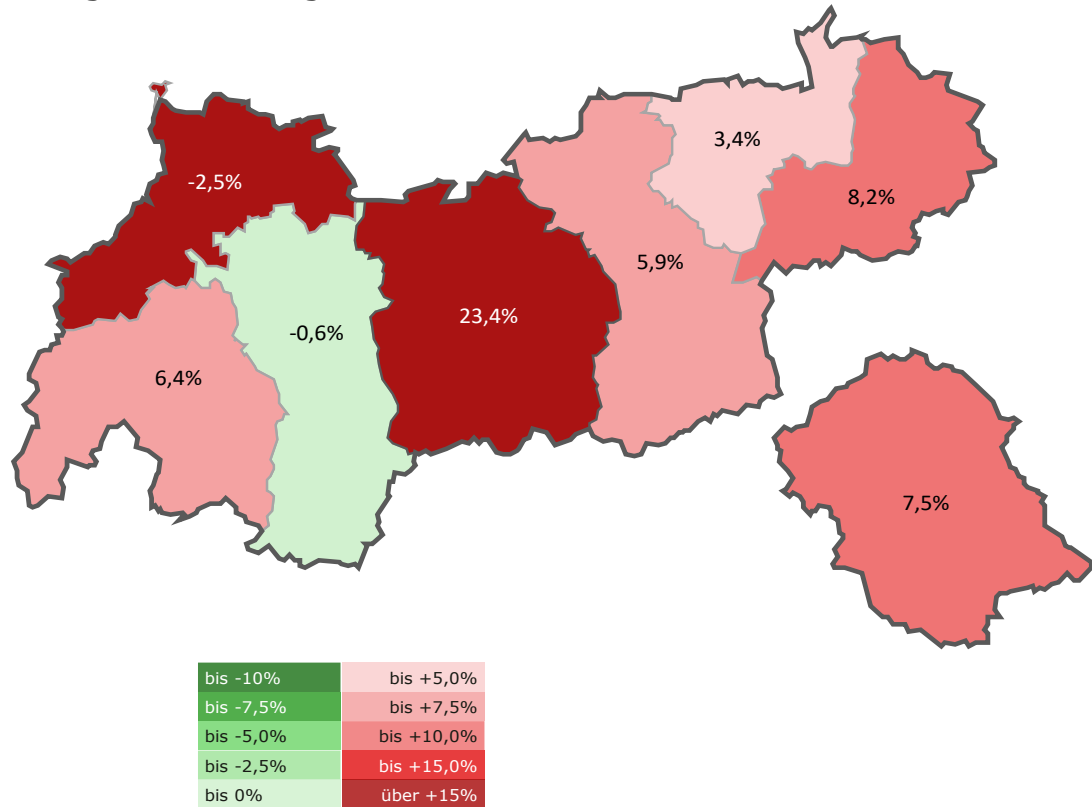 3,4%
-2,5%
8,2%
5,9%
23,4%
-0,6%
6,4%
7,5%
bis -10% bis +5,0%
bis -7,5% bis +7,5%
bis -5,0% bis +10,0%
bis -2,5% bis +15,0%
bis 0% über +15%